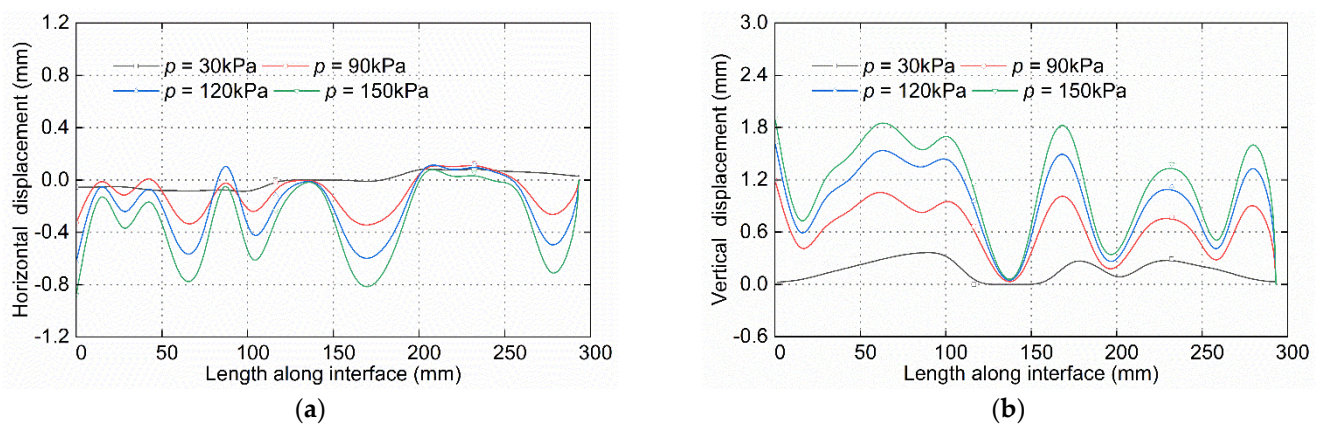 1.2
0.8
0.4
0.0
-0.4
-0.8
-1.2
Horizontal displacement (mm)
p = 30kPa p = 90kPa
p = 120kPa p = 150kPa
0 50 100 150 200 250 300
Length along interface (mm)
(a)
3.0
2.4
1.8
1.2
0.6
0.0
-0.6
Vertical displacement (mm)
p = 30kPa p = 90kPa
p = 120kPa p = 150kPa
0 50 100 150 200 250 300
Length along interface (mm)
(b)